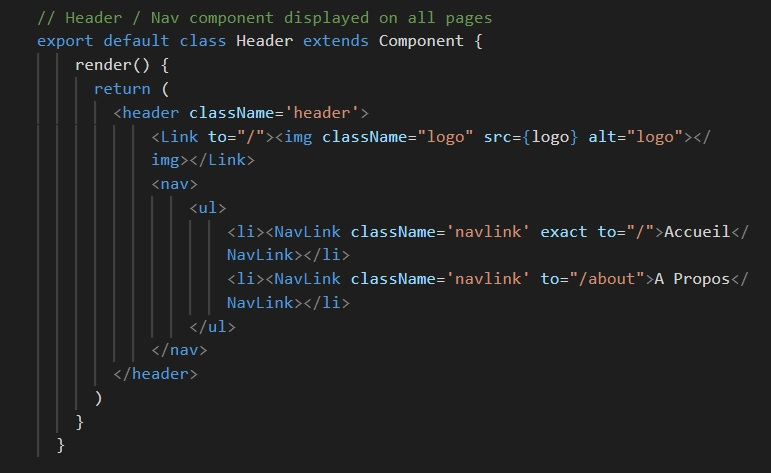 // Header / Nav component displayed on all pages
export default class Header extends Component {
render() {
return (
<header className='header'>
<Link to="/"><img className="logo" src={logo} alt="logo"></
img></Link>
<nav>
<ul>
<li><NavLink className='navlink' exact to="/">Accueil</
NavLink></li>
<li><NavLink className='navlink' to="/about">A Propos</
NavLink></li>
</ul>
</nav>
</header>
)
}
}